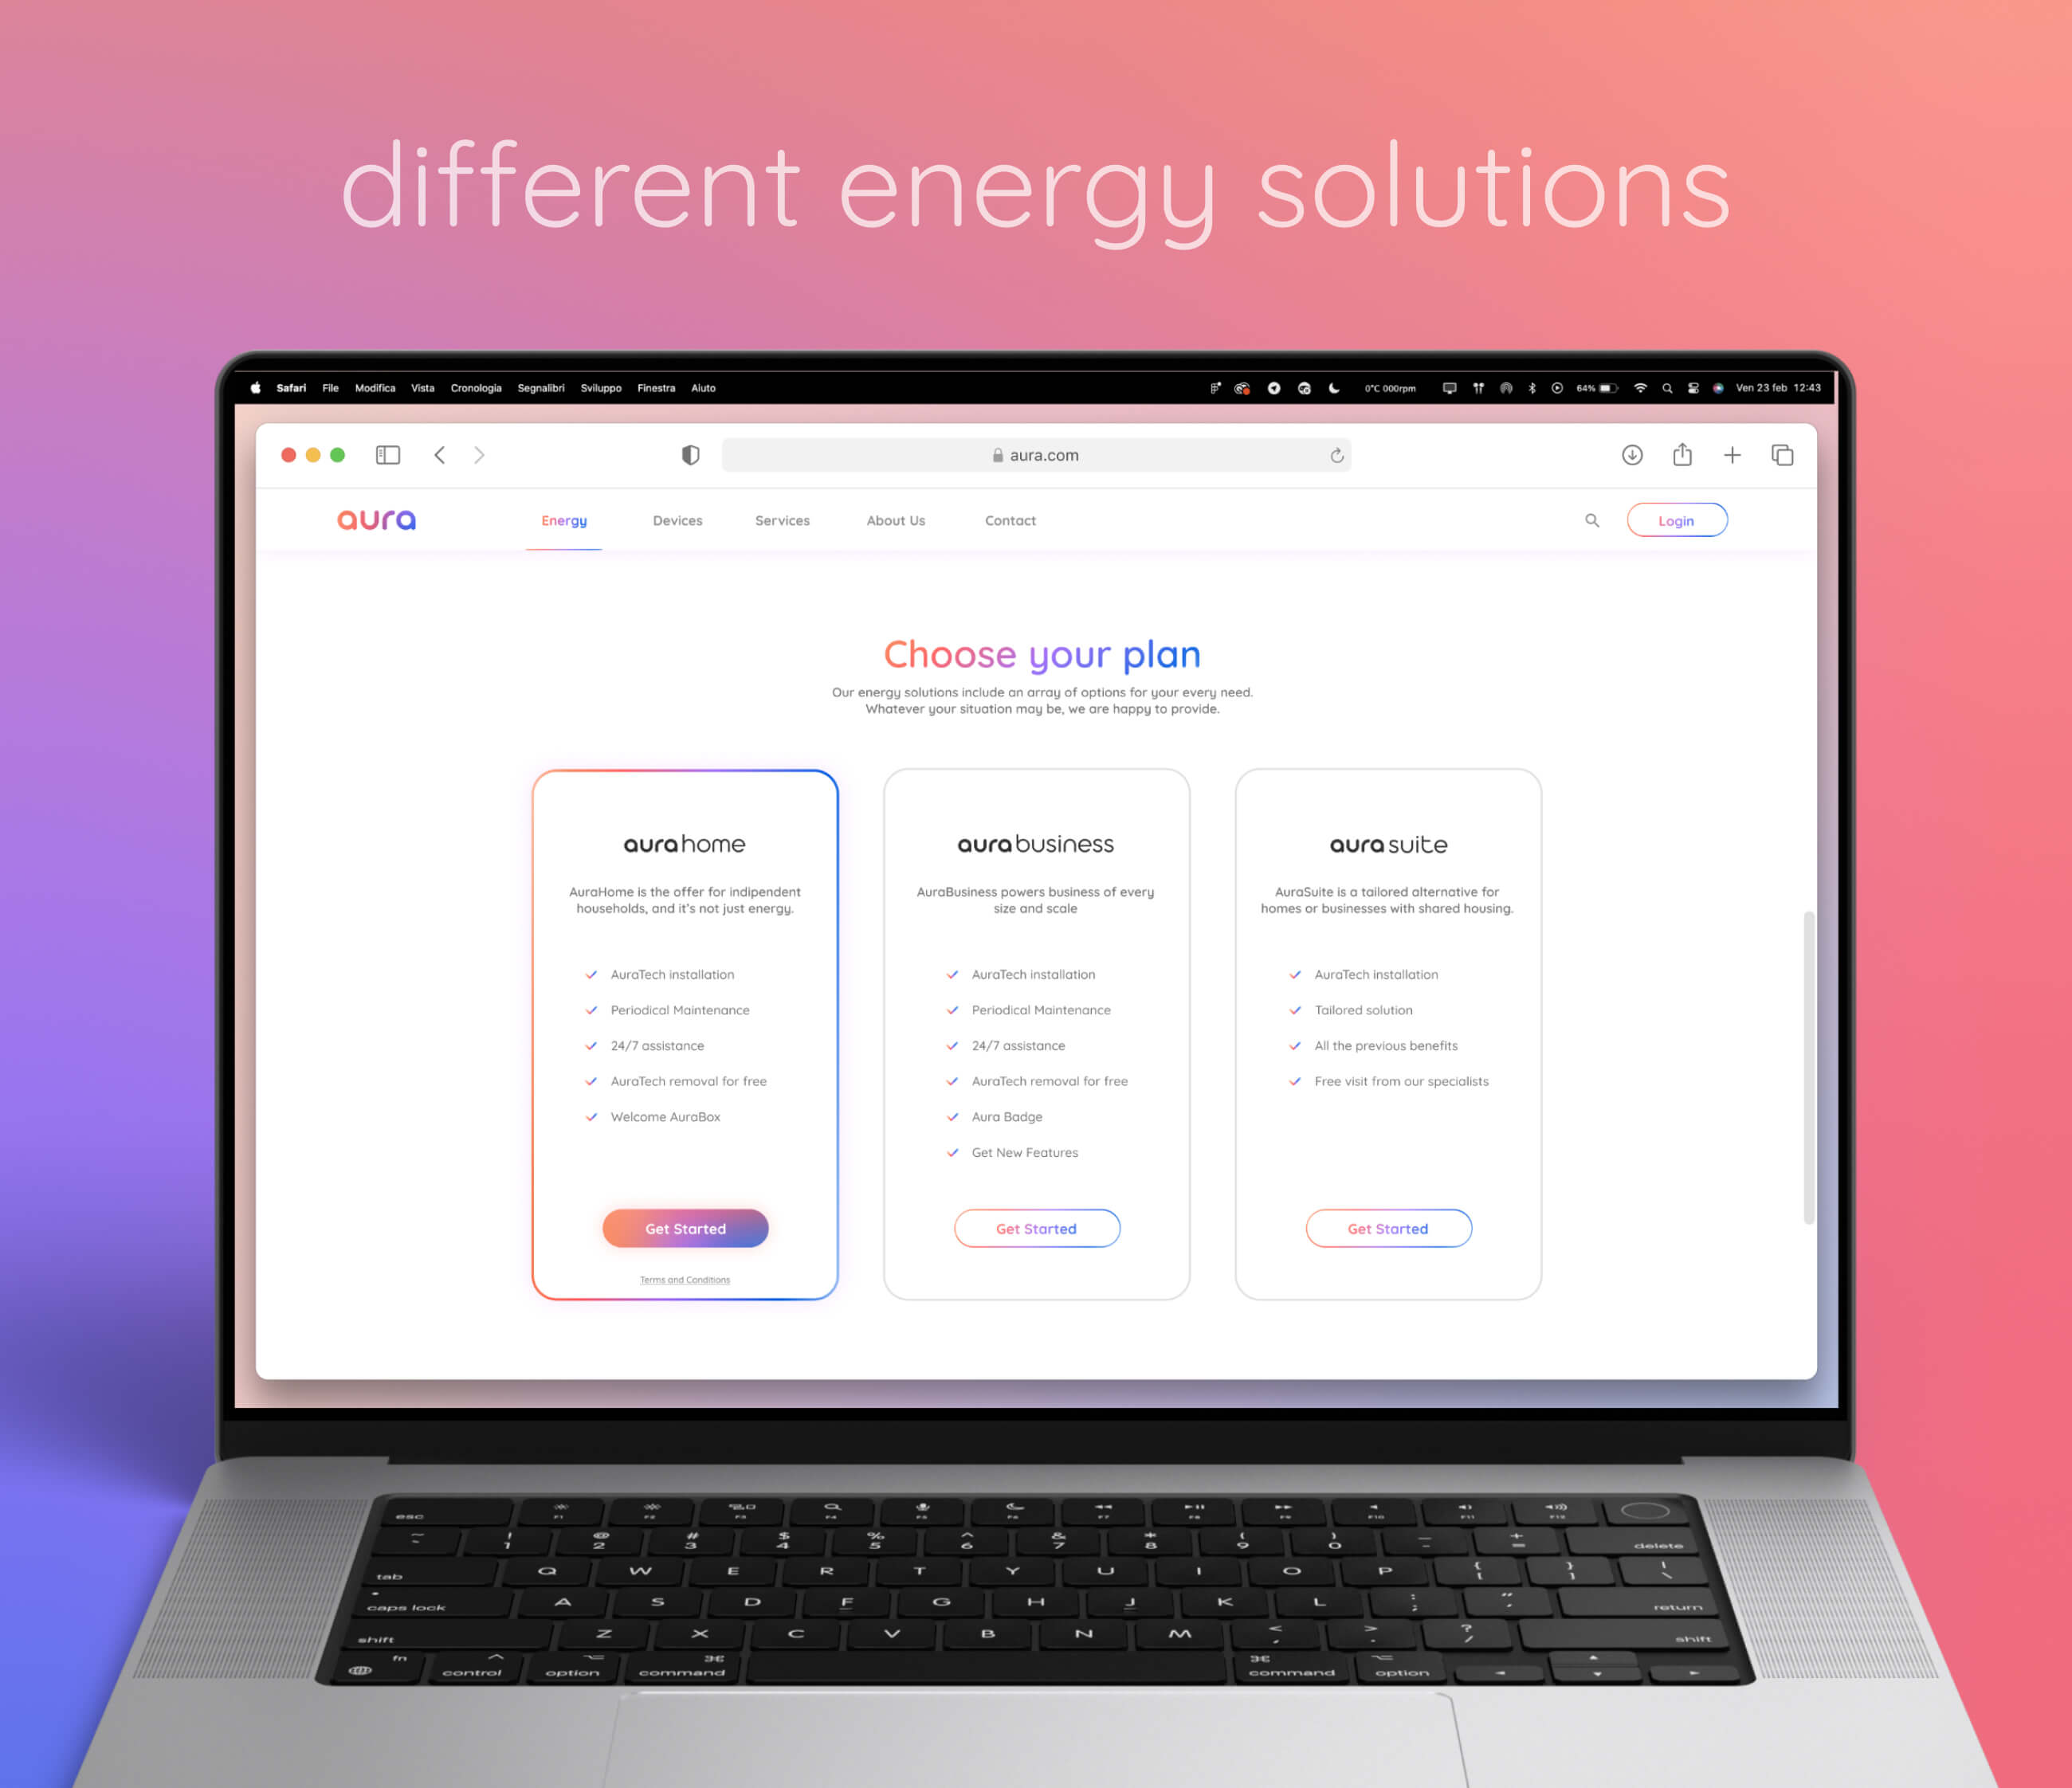 different energy solutions
Safari File Modifica Vista Cronologia Segnalibri Sviluppo Finestra Aiuto 0°C 000rpm 64% Ven 23 feb 12:43
aura.com
aura Energy Devices Services About Us Contact Login
Choose your plan
Our energy solutions include an array of options for your every need.
Whatever your situation may be, we are happy to provide.
aurahome
AuraHome is the offer for indipendent
households, and it's not just energy.
AuraTech installation
Periodical Maintenance
24/7 assistance
AuraTech removal for free
Welcome AuraBox
Get Started
Terms and Conditions
aurabusiness
AuraBusiness powers business of every
size and scale
AuraTech installation
Periodical Maintenance
24/7 assistance
AuraTech removal for free
Aura Badge
Get New Features
Get Started
aura suite
AuraSuite is a tailored alternative for
homes or businesses with shared housing.
AuraTech installation
Tailored solution
All the previous benefits
Free visit from our specialists
Get Started
esc F1 F2 F3 F4 F5 F6 F7 F8 F9 F10 F11 F12
~ ! @ # $ % ^ & * ( ) _ +
` 1 2 3 4 5 6 7 8 9 0 - = delete
tab Q W E R T Y U I O P { } |
[ ] \
caps lock A S D F G H J K L : ; " ' return
shift Z X C V B N M < , > . ? / shift
fn control option command command option